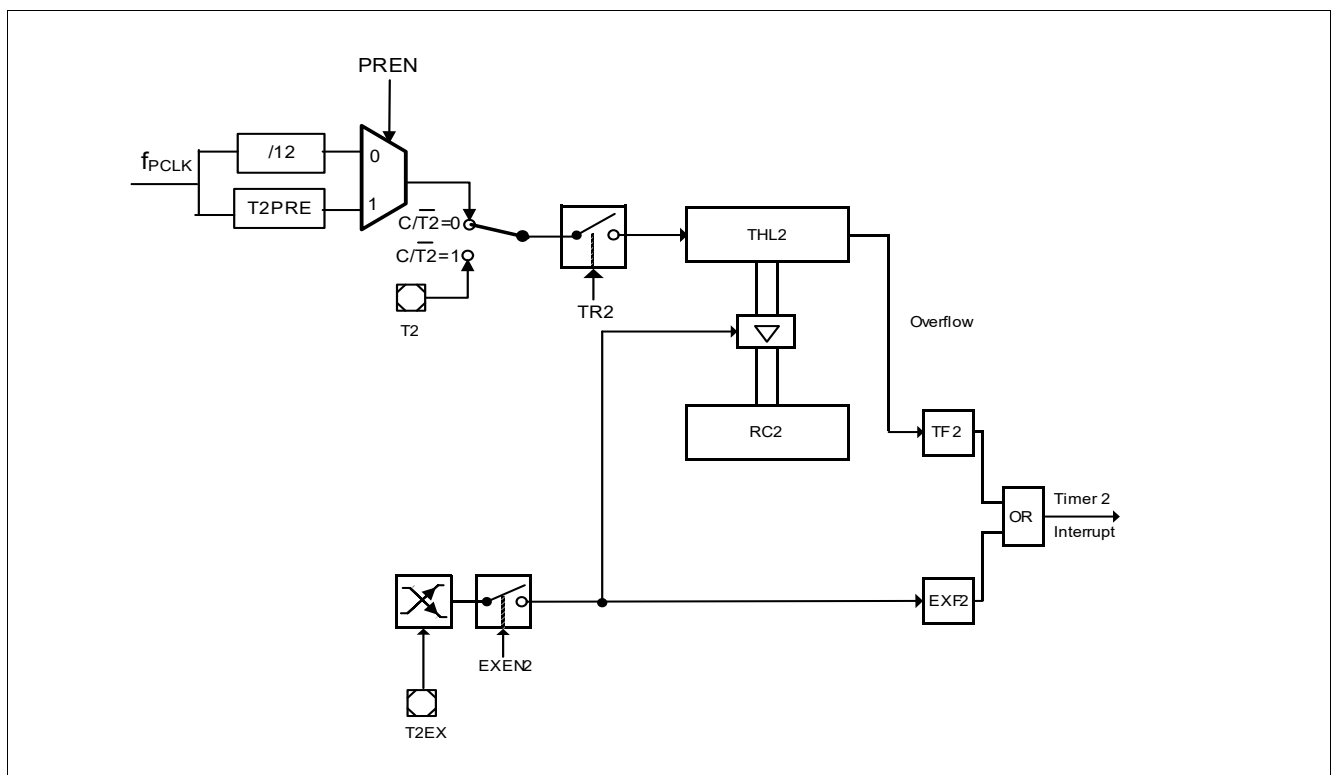 PREN
fPCLK
/12
0
T2PRE
1
C/T2=0
C/T2=1
T2
TR2
THL2
Overflow
RC2
TF2
OR
Timer 2
Interrupt
EXF2
EXEN2
T2EX